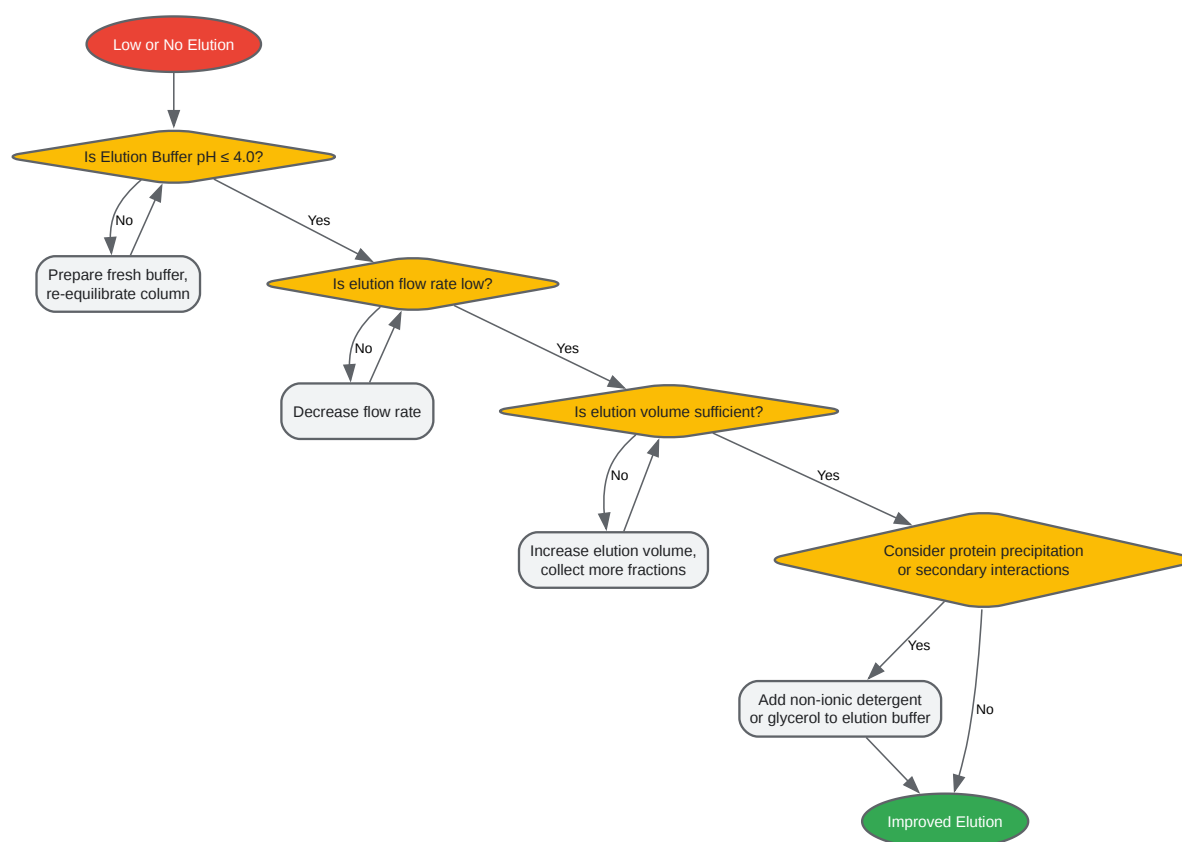 Low or No Elution
Is Elution Buffer pH ≤ 4.0?
No
Yes
Prepare fresh buffer,
re-equilibrate column
Is elution flow rate low?
No
Yes
Decrease flow rate
Is elution volume sufficient?
No
Yes
Increase elution volume,
collect more fractions
Consider protein precipitation
or secondary interactions
Yes
No
Add non-ionic detergent
or glycerol to elution buffer
Improved Elution